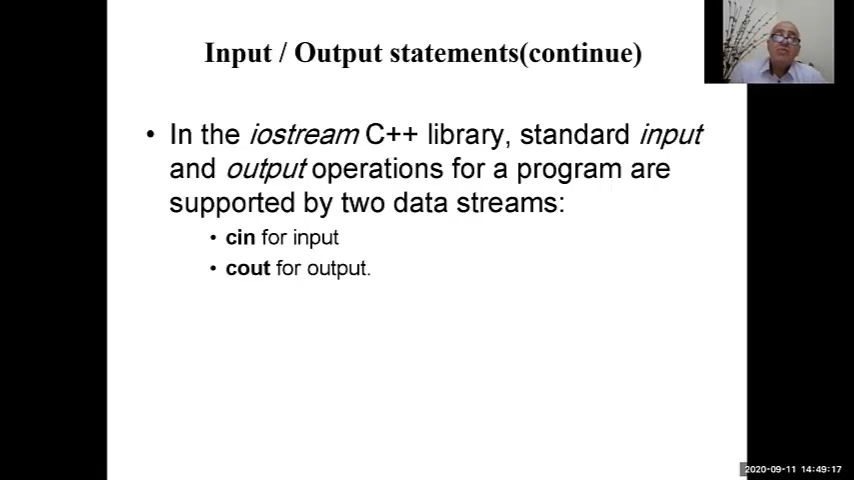 Input / Output statements(continue)
• In the iostream C++ library, standard input
and output operations for a program are
supported by two data streams:
• cin for input
• cout for output.
2020-09-11 14:49:17